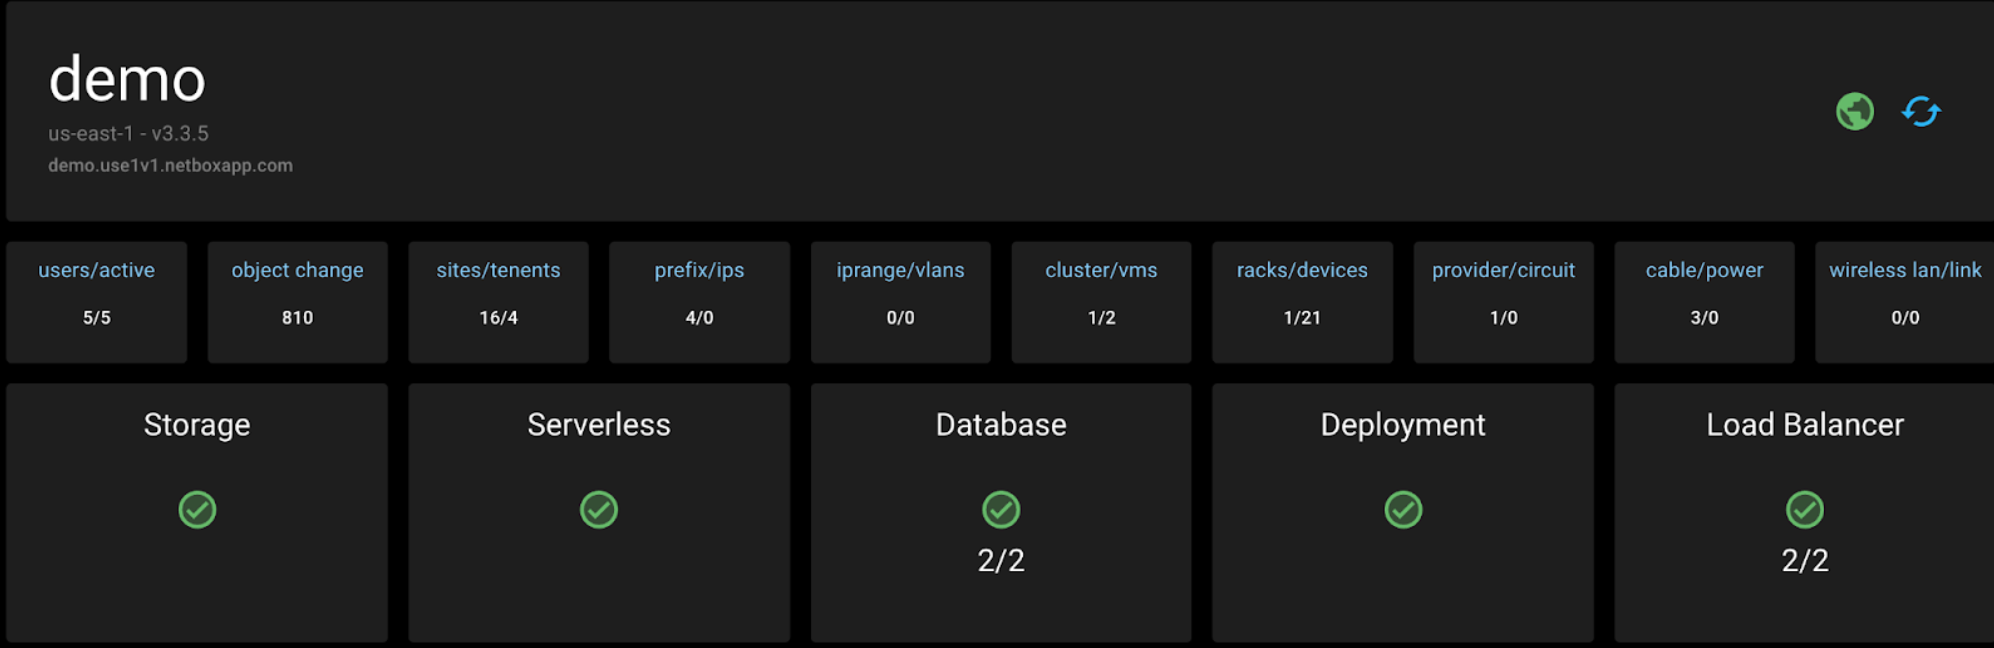 demo
us-east-1 - v3.3.5
demo.use1v1.netboxapp.com
users/active
5/5
object change
810
sites/tenents
16/4
prefix/ips
4/0
iprange/vlans
0/0
cluster/vms
1/2
racks/devices
1/21
provider/circuit
1/0
cable/power
3/0
wireless lan/link
0/0
Storage
Serverless
Database
2/2
Deployment
Load Balancer
2/2